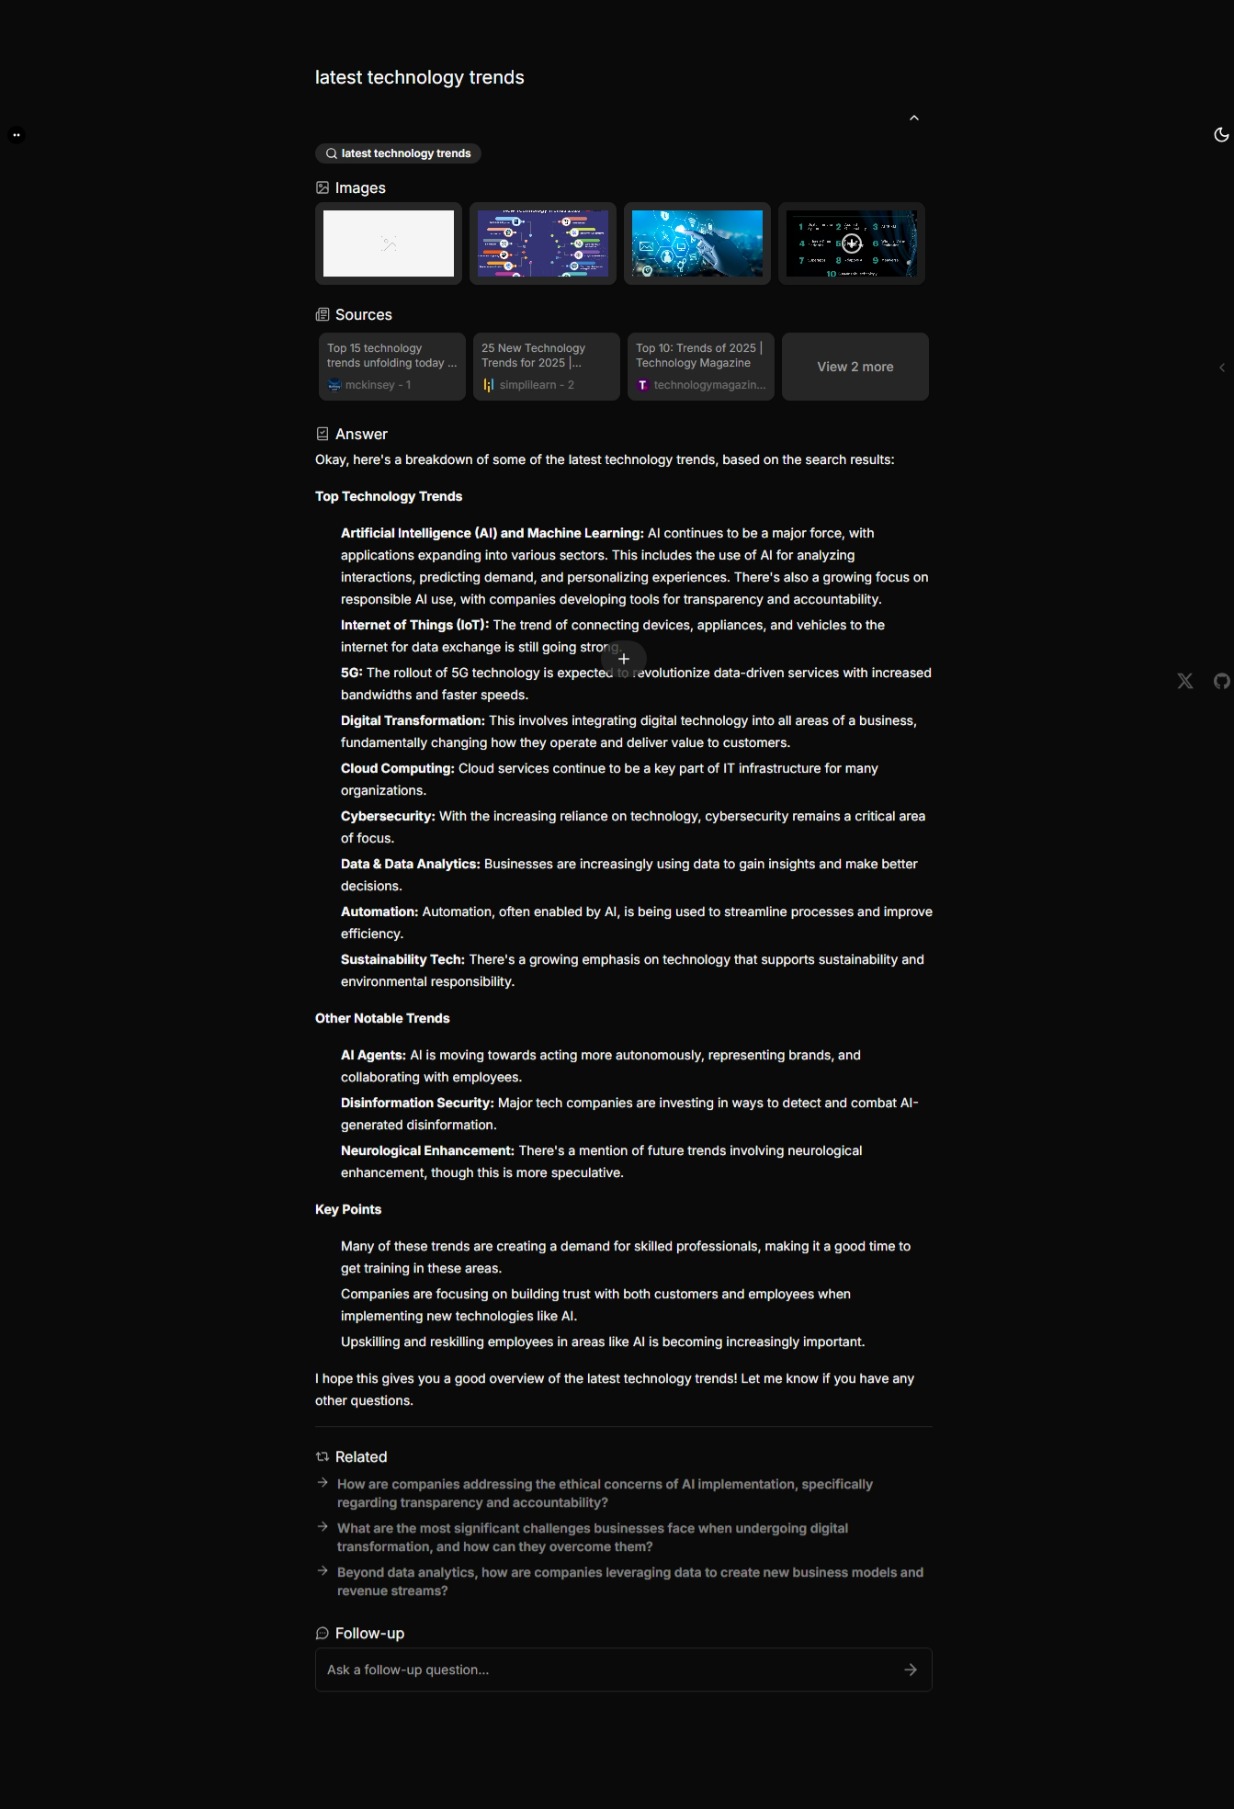 latest technology trends
latest technology trends
Images
1
2
3
4
5
6
7
8
9
10
Sources
Top 15 technology
trends unfolding today ...
mckinsey - 1
25 New Technology
Trends for 2025 |...
simplilearn - 2
Top 10: Trends of 2025 |
Technology Magazine
technologymagazin...
View 2 more
Answer
Okay, here's a breakdown of some of the latest technology trends, based on the search results:
Top Technology Trends
Artificial Intelligence (AI) and Machine Learning: AI continues to be a major force, with
applications expanding into various sectors. This includes the use of AI for analyzing
interactions, predicting demand, and personalizing experiences. There's also a growing focus on
responsible AI use, with companies developing tools for transparency and accountability.
Internet of Things (IoT): The trend of connecting devices, appliances, and vehicles to the
internet for data exchange is still going strong.
5G: The rollout of 5G technology is expected to revolutionize data-driven services with increased
bandwidths and faster speeds.
Digital Transformation: This involves integrating digital technology into all areas of a business,
fundamentally changing how they operate and deliver value to customers.
Cloud Computing: Cloud services continue to be a key part of IT infrastructure for many
organizations.
Cybersecurity: With the increasing reliance on technology, cybersecurity remains a critical area
of focus.
Data & Data Analytics: Businesses are increasingly using data to gain insights and make better
decisions.
Automation: Automation, often enabled by AI, is being used to streamline processes and improve
efficiency.
Sustainability Tech: There's a growing emphasis on technology that supports sustainability and
environmental responsibility.
Other Notable Trends
AI Agents: AI is moving towards acting more autonomously, representing brands, and
collaborating with employees.
Disinformation Security: Major tech companies are investing in ways to detect and combat AI-
generated disinformation.
Neurological Enhancement: There's a mention of future trends involving neurological
enhancement, though this is more speculative.
Key Points
Many of these trends are creating a demand for skilled professionals, making it a good time to
get training in these areas.
Companies are focusing on building trust with both customers and employees when
implementing new technologies like AI.
Upskilling and reskilling employees in areas like AI is becoming increasingly important.
I hope this gives you a good overview of the latest technology trends! Let me know if you have any
other questions.
Related
How are companies addressing the ethical concerns of AI implementation, specifically
regarding transparency and accountability?
What are the most significant challenges businesses face when undergoing digital
transformation, and how can they overcome them?
Beyond data analytics, how are companies leveraging data to create new business models and
revenue streams?
Follow-up
Ask a follow-up question...